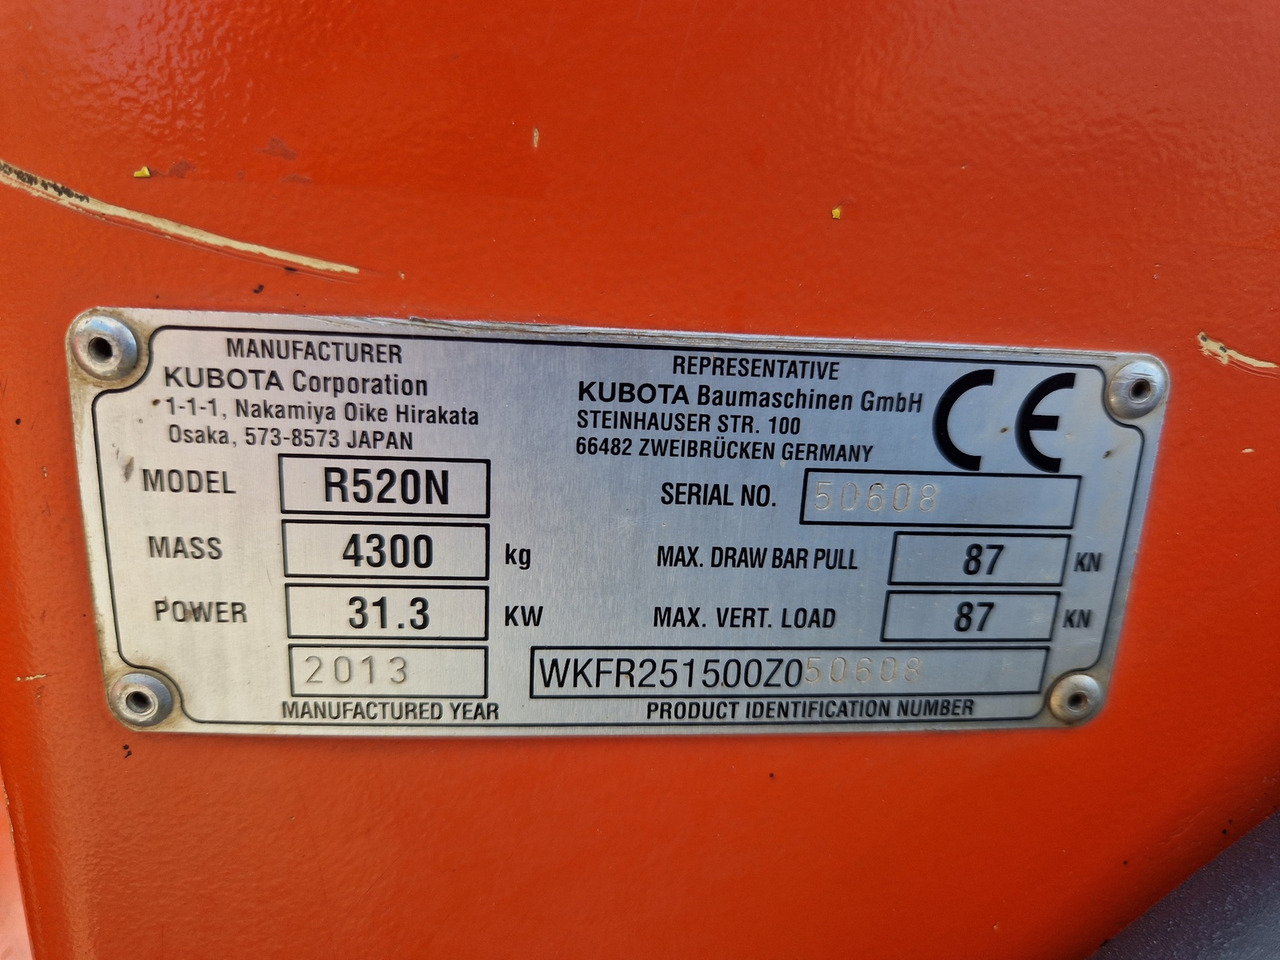 MANUFACTURER
KUBOTA Corporation
1-1-1, Nakamiya Oike Hirakata
Osaka, 573-8573 JAPAN
REPRESENTATIVE
KUBOTA Baumaschinen GmbH
STEINHAUSER STR. 100
66482 ZWEIBRÜCKEN GERMANY
CE
MODEL R520N
SERIAL NO. 50608
MASS 4300 kg
MAX. DRAW BAR PULL 87 KN
POWER 31.3 KW
MAX. VERT. LOAD 87 KN
2013
MANUFACTURED YEAR
WKFR251500Z050608
PRODUCT IDENTIFICATION NUMBER